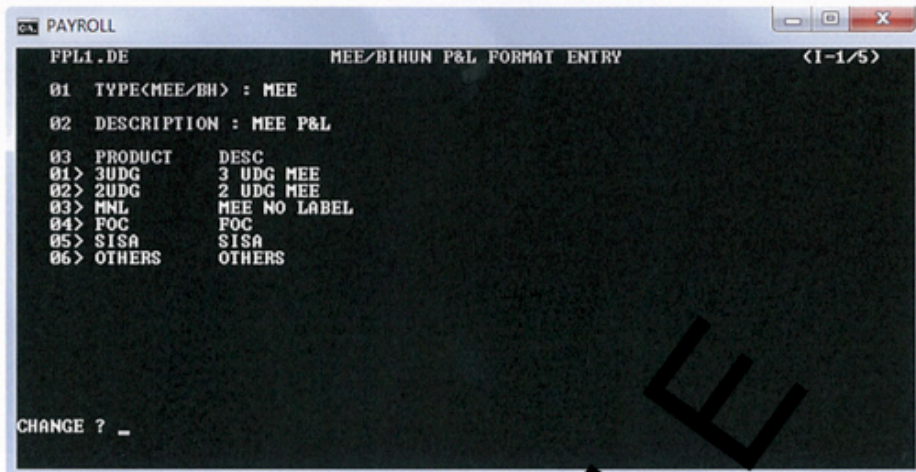 PAYROLL
FPL1.DE MEE/BIHUN P&L FORMAT ENTRY (I-1/5)
01 TYPE(MEE/BH) : MEE
02 DESCRIPTION : MEE P&L
03 PRODUCT DESC
01> 3UDG 3 UDG MEE
02> 2UDG 2 UDG MEE
03> MNL MEE NO LABEL
04> FOC FOC
05> SISA SISA
06> OTHERS OTHERS
E
CHANGE ? _